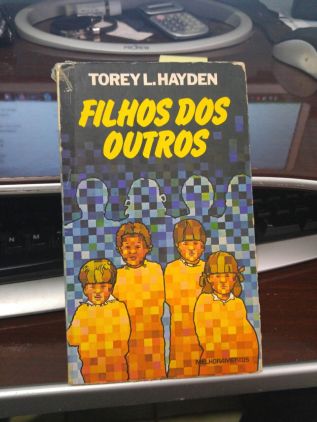 TOREY L. HAYDEN
FILHOS DOS
OUTROS
MELHORAMENTOS